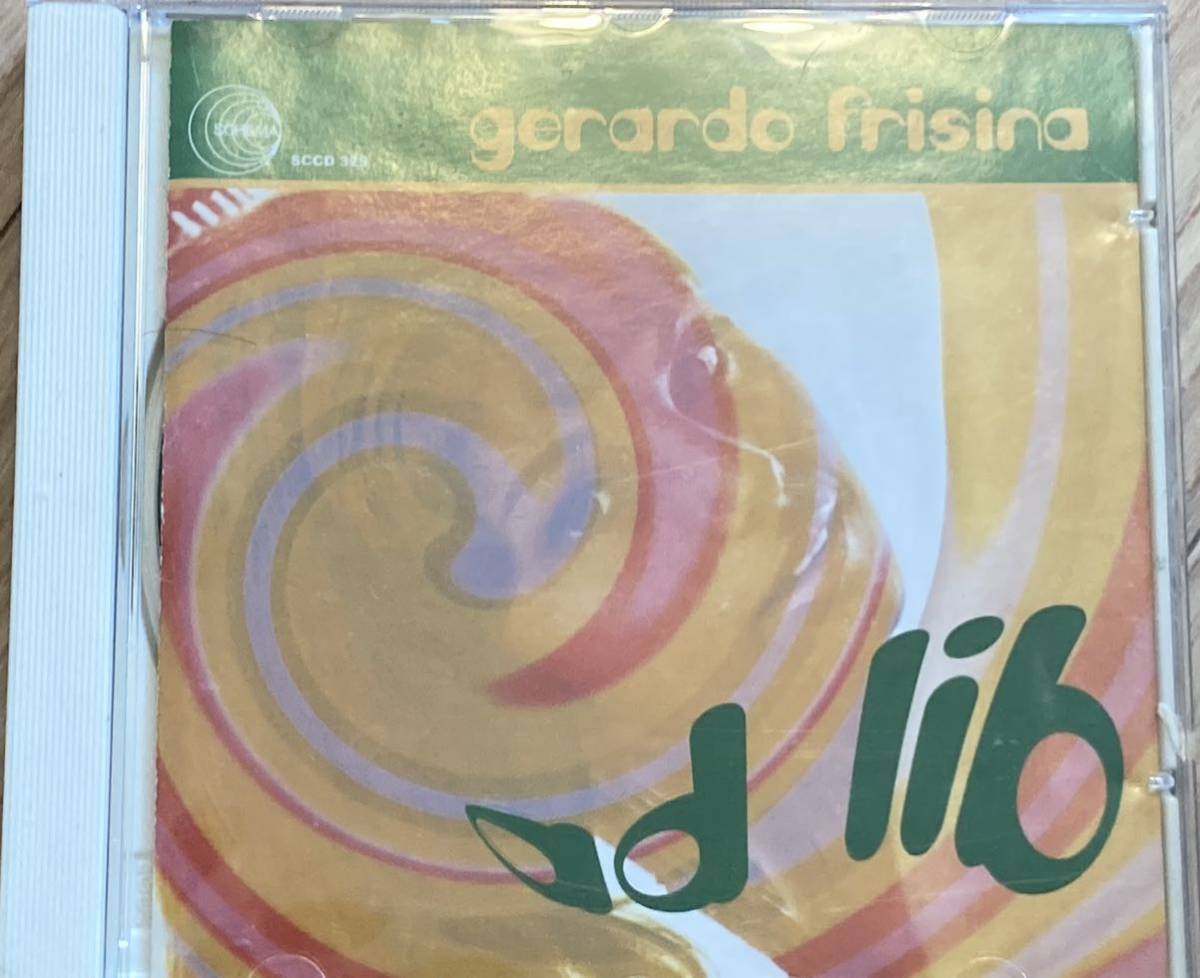 SCHEMA
SCCD 325
gerardo frisina
ad lib